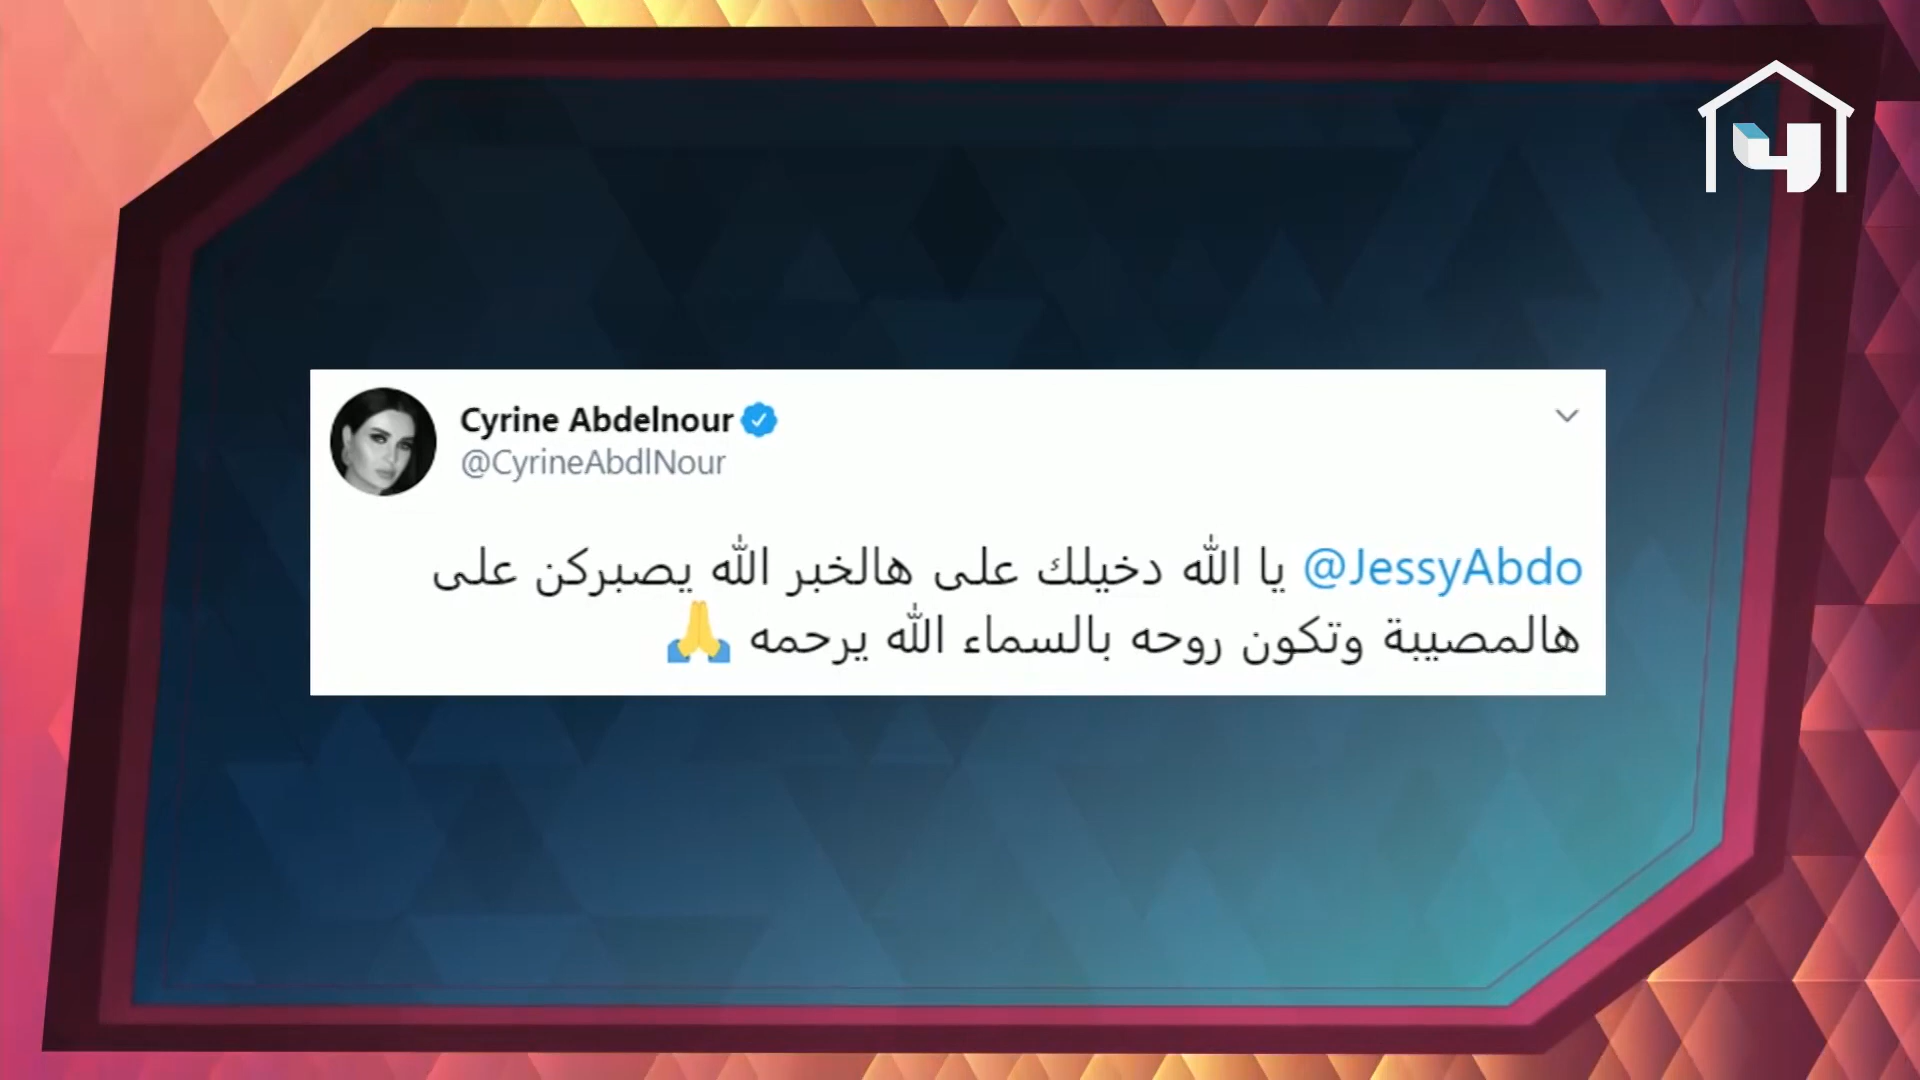 Cyrine Abdelnour
@CyrineAbdlNour
@JessyAbdo يا الله دخيلك على هالخبر الله يصبركن على
هالمصيبة وتكون روحه بالسماء الله يرحمه 🙏